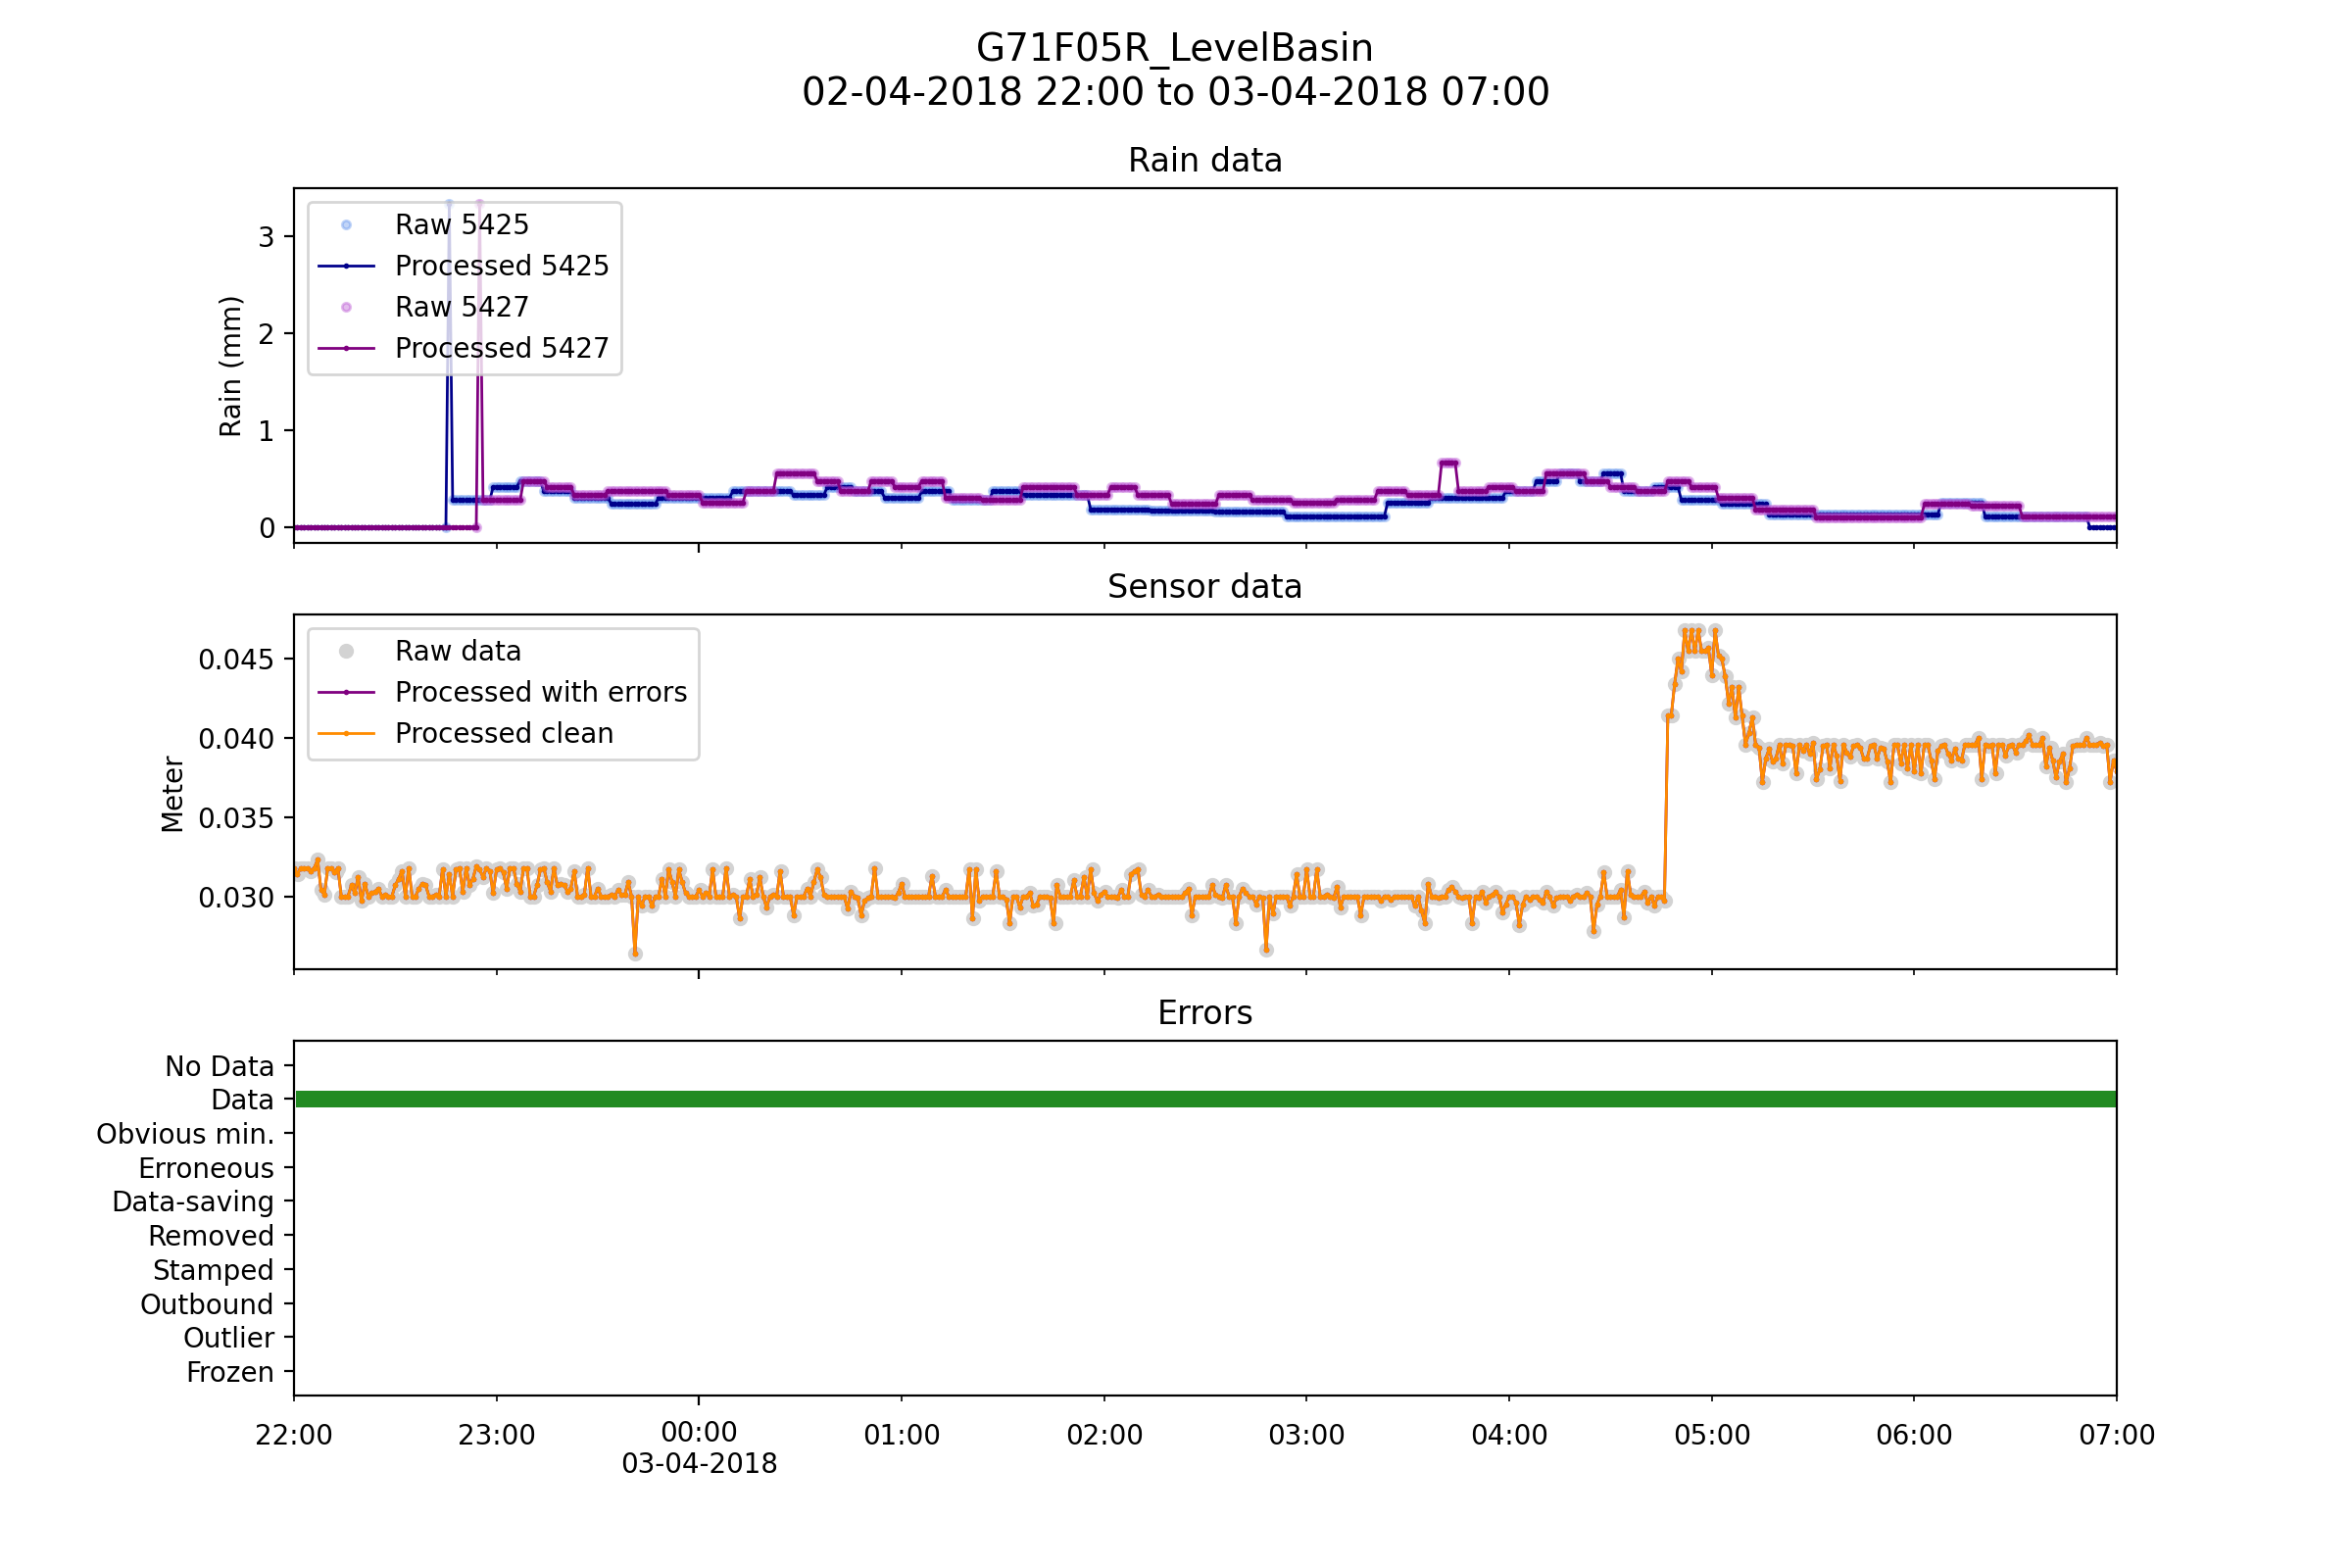 G71F05R_LevelBasin
02-04-2018 22:00 to 03-04-2018 07:00
Rain data
Rain (mm)
3
2
1
0
Raw 5425
Processed 5425
Raw 5427
Processed 5427
Sensor data
Meter
0.045
0.040
0.035
0.030
Raw data
Processed with errors
Processed clean
Errors
No Data
Data
Obvious min.
Erroneous
Data-saving
Removed
Stamped
Outbound
Outlier
Frozen
22:00 23:00 00:00 01:00 02:00 03:00 04:00 05:00 06:00 07:00
03-04-2018